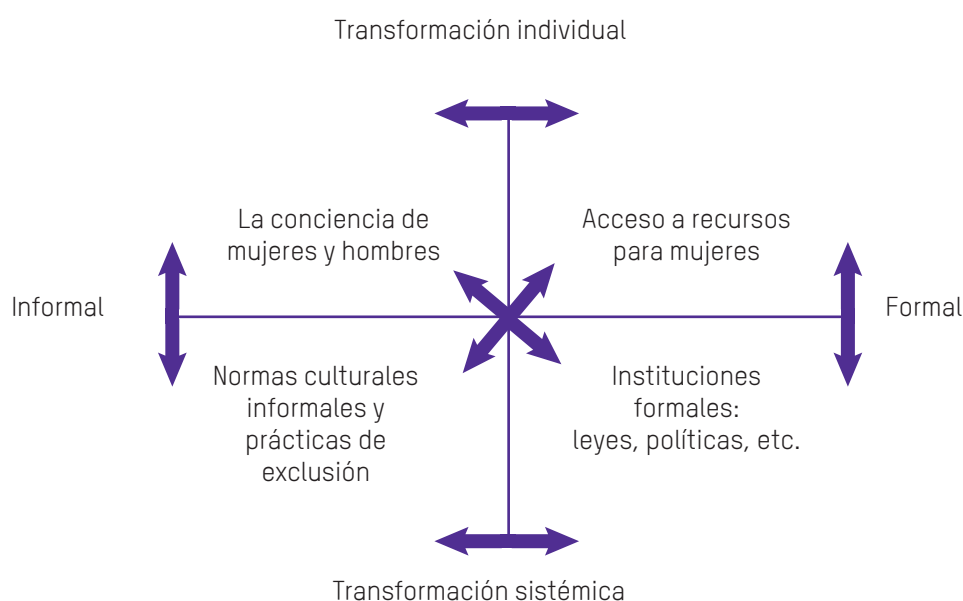 Transformación individual
La conciencia de
mujeres y hombres
Acceso a recursos
para mujeres
Informal
Formal
Normas culturales
informales y
prácticas de
exclusión
Instituciones
formales:
leyes, políticas, etc.
Transformación sistémica